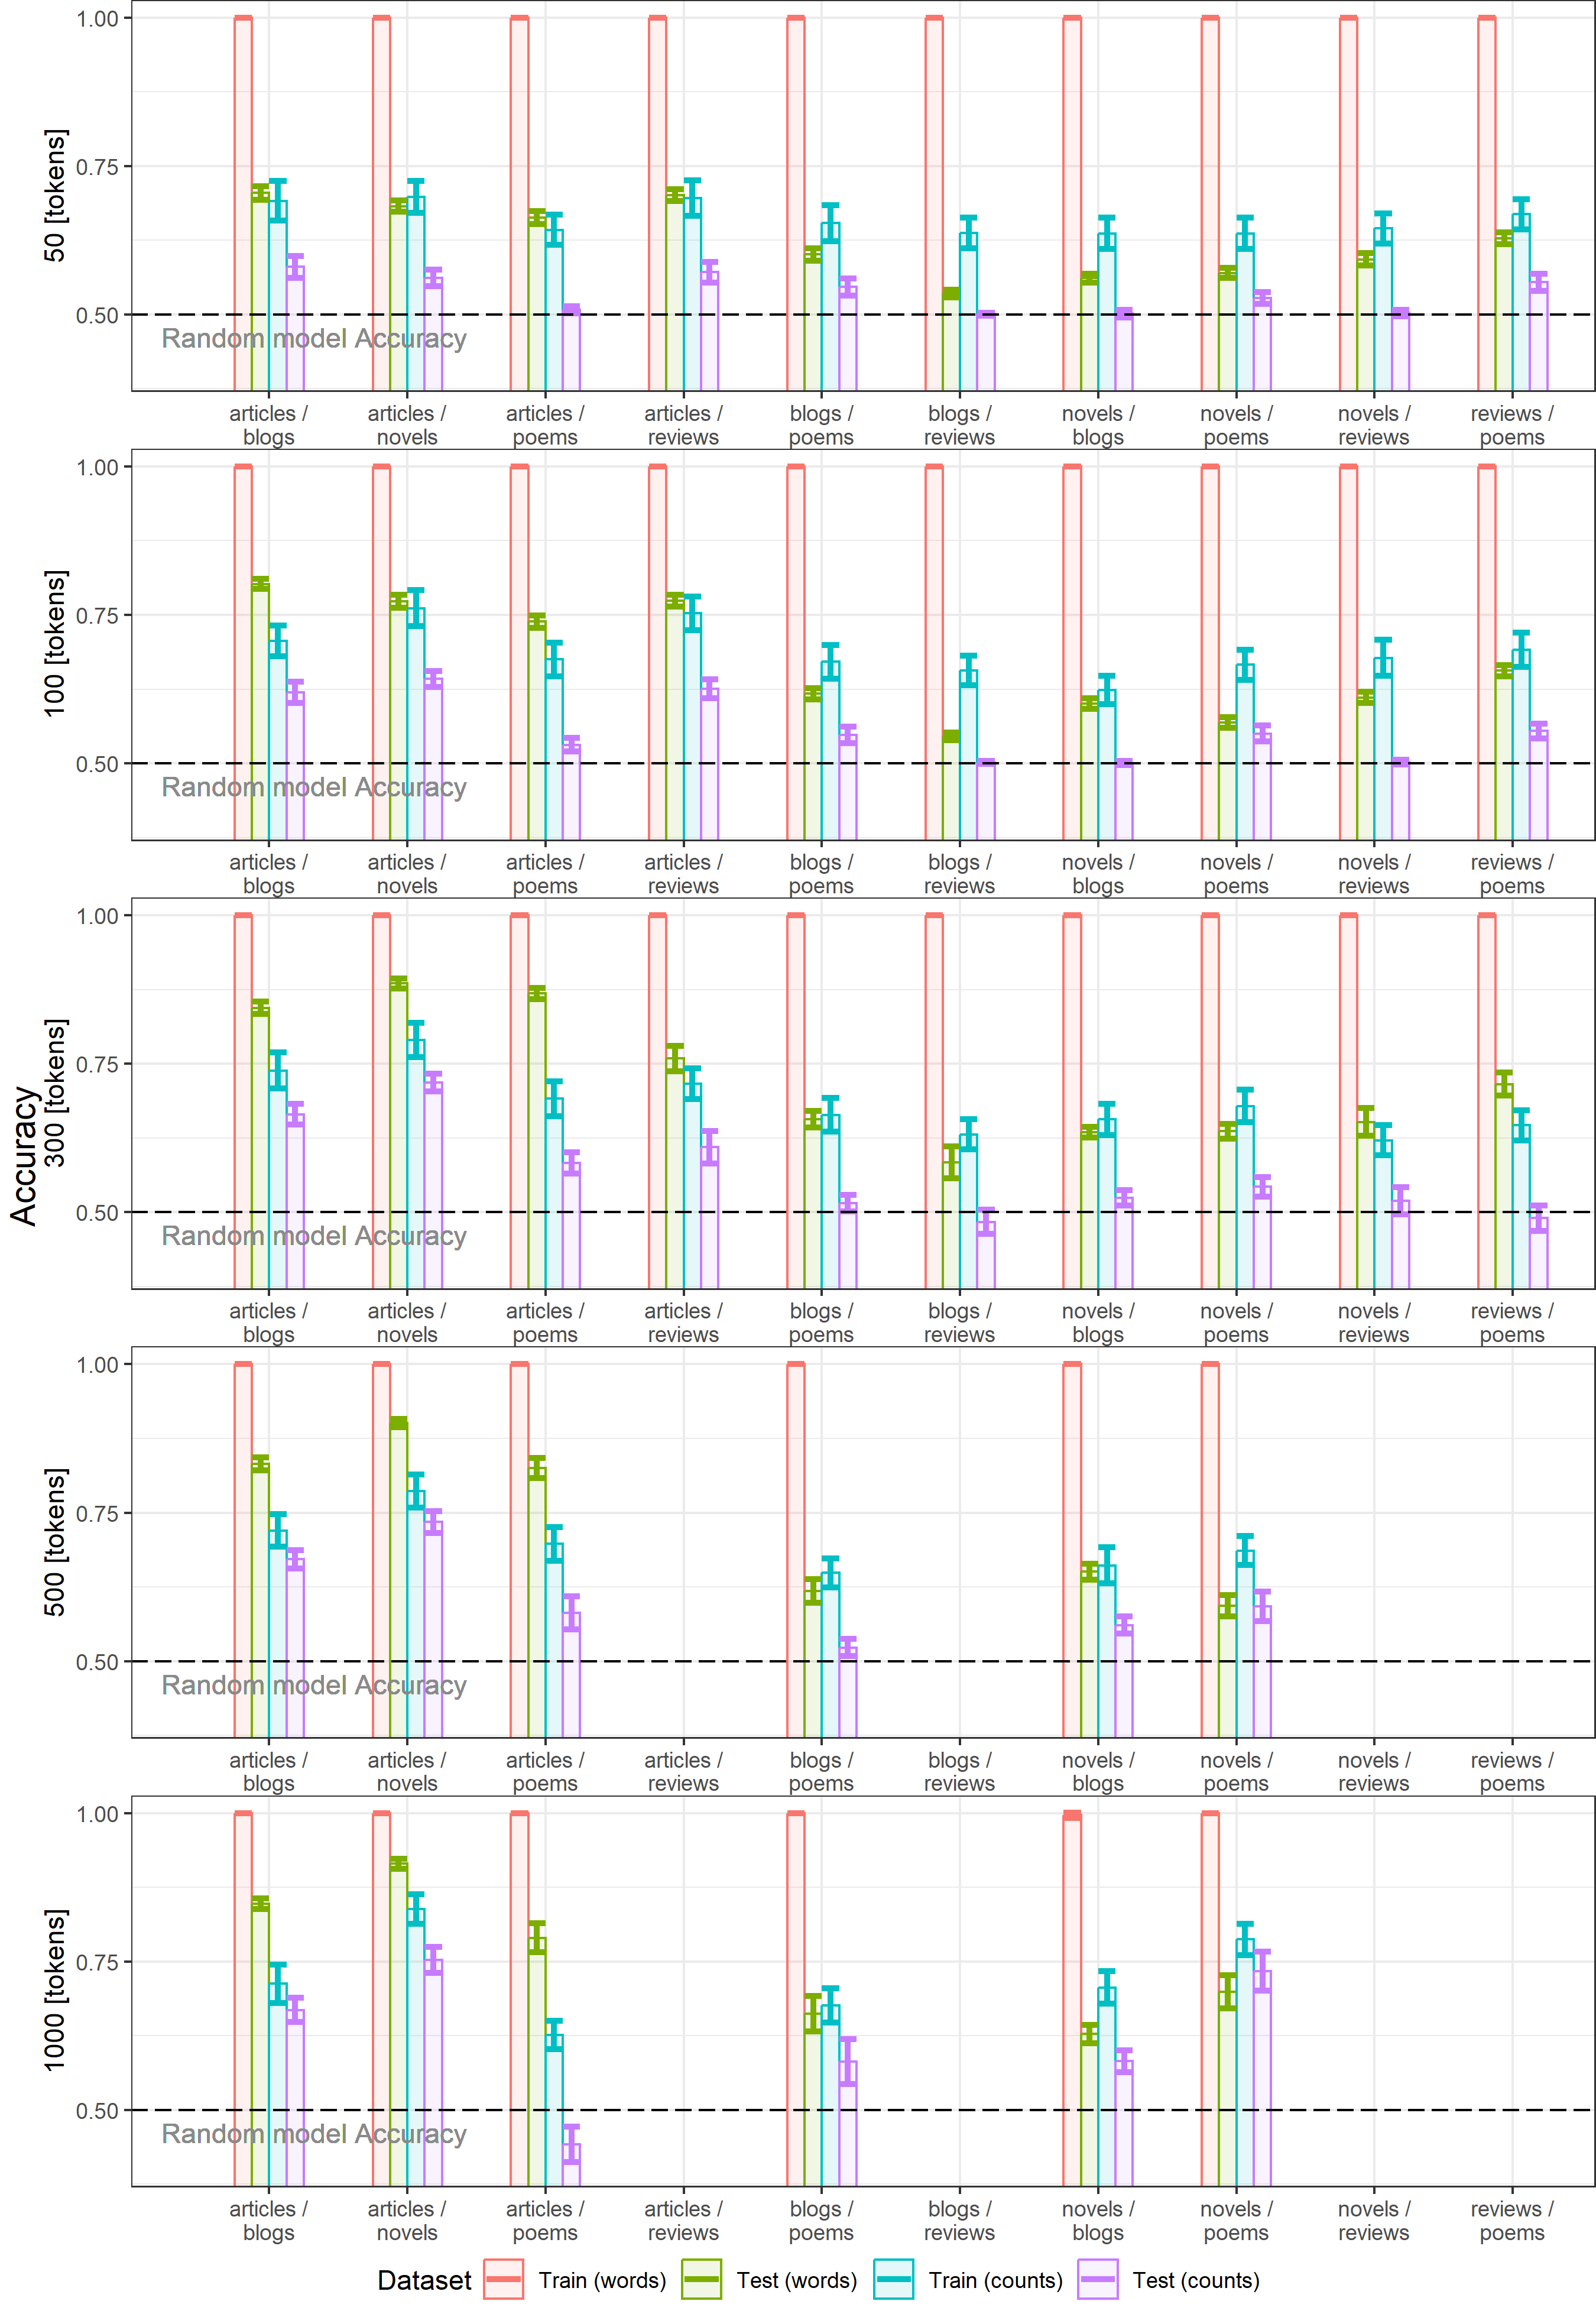 Accuracy
50 [tokens]
1.00
0.75
0.50
Random model Accuracy
articles / articles / articles / articles / blogs / blogs / novels / novels / novels / reviews /
blogs novels poems reviews poems reviews blogs poems reviews poems
100 [tokens]
1.00
0.75
0.50
Random model Accuracy
articles / articles / articles / articles / blogs / blogs / novels / novels / novels / reviews /
blogs novels poems reviews poems reviews blogs poems reviews poems
300 [tokens]
1.00
0.75
0.50
Random model Accuracy
articles / articles / articles / articles / blogs / blogs / novels / novels / novels / reviews /
blogs novels poems reviews poems reviews blogs poems reviews poems
500 [tokens]
1.00
0.75
0.50
Random model Accuracy
articles / articles / articles / articles / blogs / blogs / novels / novels / novels / reviews /
blogs novels poems reviews poems reviews blogs poems reviews poems
1000 [tokens]
1.00
0.75
0.50
Random model Accuracy
articles / articles / articles / articles / blogs / blogs / novels / novels / novels / reviews /
blogs novels poems reviews poems reviews blogs poems reviews poems
Dataset Train (words) Test (words) Train (counts) Test (counts)